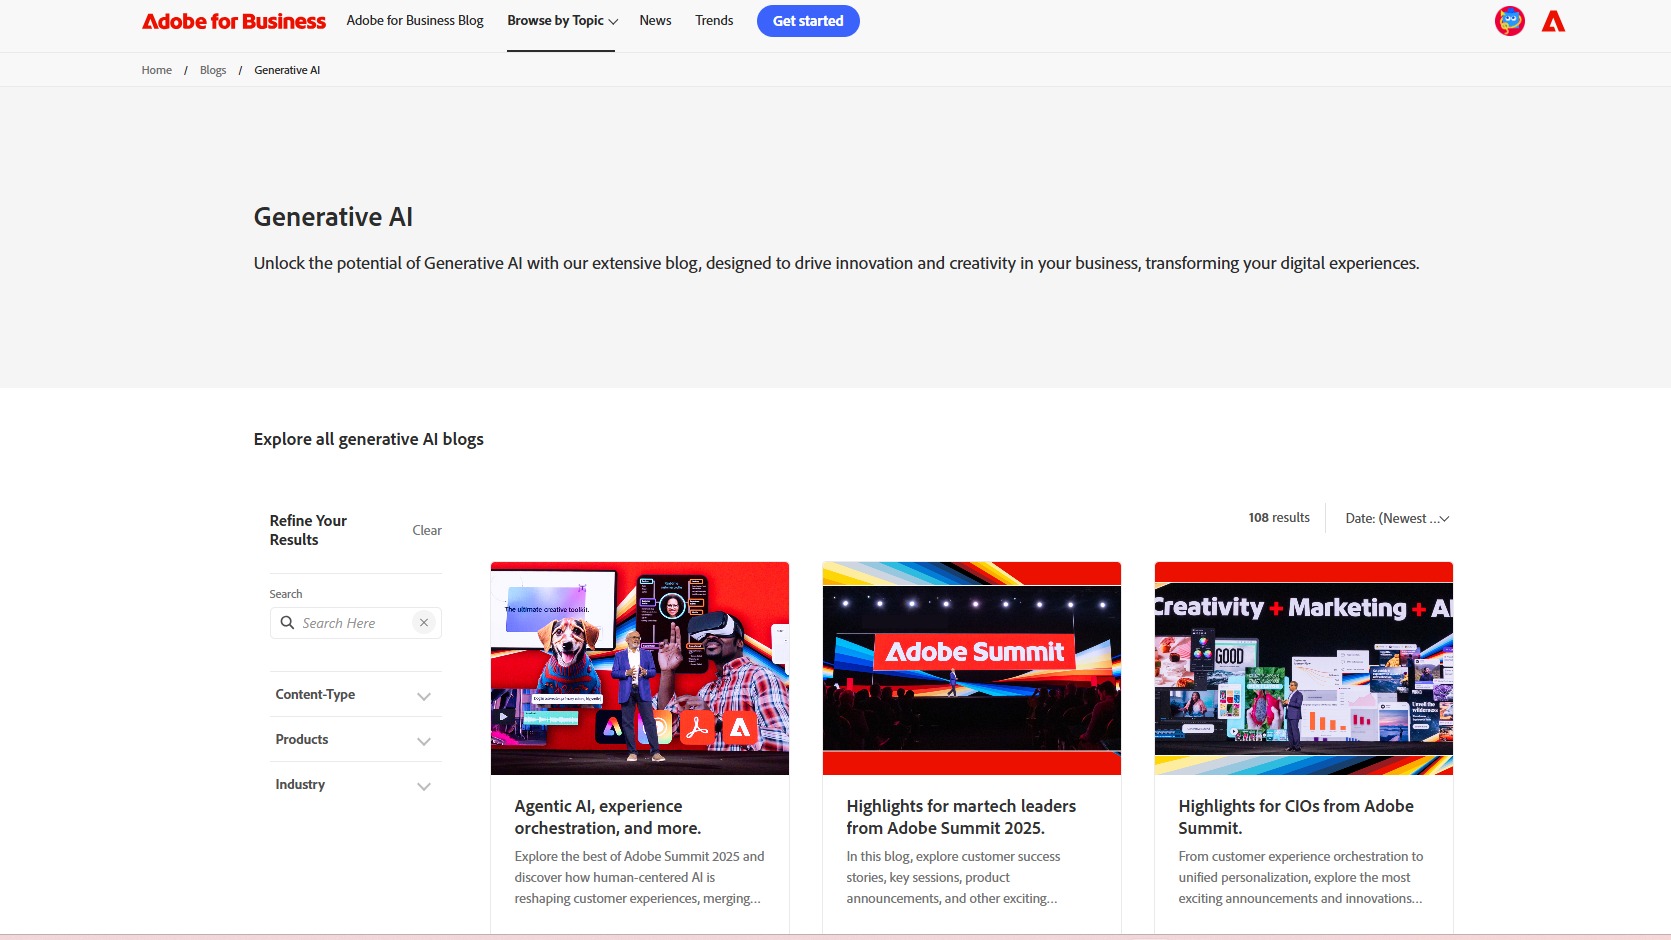 Adobe for Business
Adobe for Business Blog
Browse by Topic
News
Trends
Get started
Home / Blogs / Generative AI
Generative AI
Unlock the potential of Generative AI with our extensive blog, designed to drive innovation and creativity in your business, transforming your digital experiences.
Explore all generative AI blogs
Refine Your
Results
Clear
Search
Search Here
Content-Type
Products
Industry
108 results
Date: (Newest ...
The ultimate creative toolkit.
Agentic AI, experience
orchestration, and more.
Explore the best of Adobe Summit 2025 and
discover how human-centered AI is
reshaping customer experiences, merging...
Adobe Summit
Highlights for martech leaders
from Adobe Summit 2025.
In this blog, explore customer success
stories, key sessions, product
announcements, and other exciting...
Creativity + Marketing + AI
GOOD
Highlights for CIOs from Adobe
Summit.
From customer experience orchestration to
unified personalization, explore the most
exciting announcements and innovations...